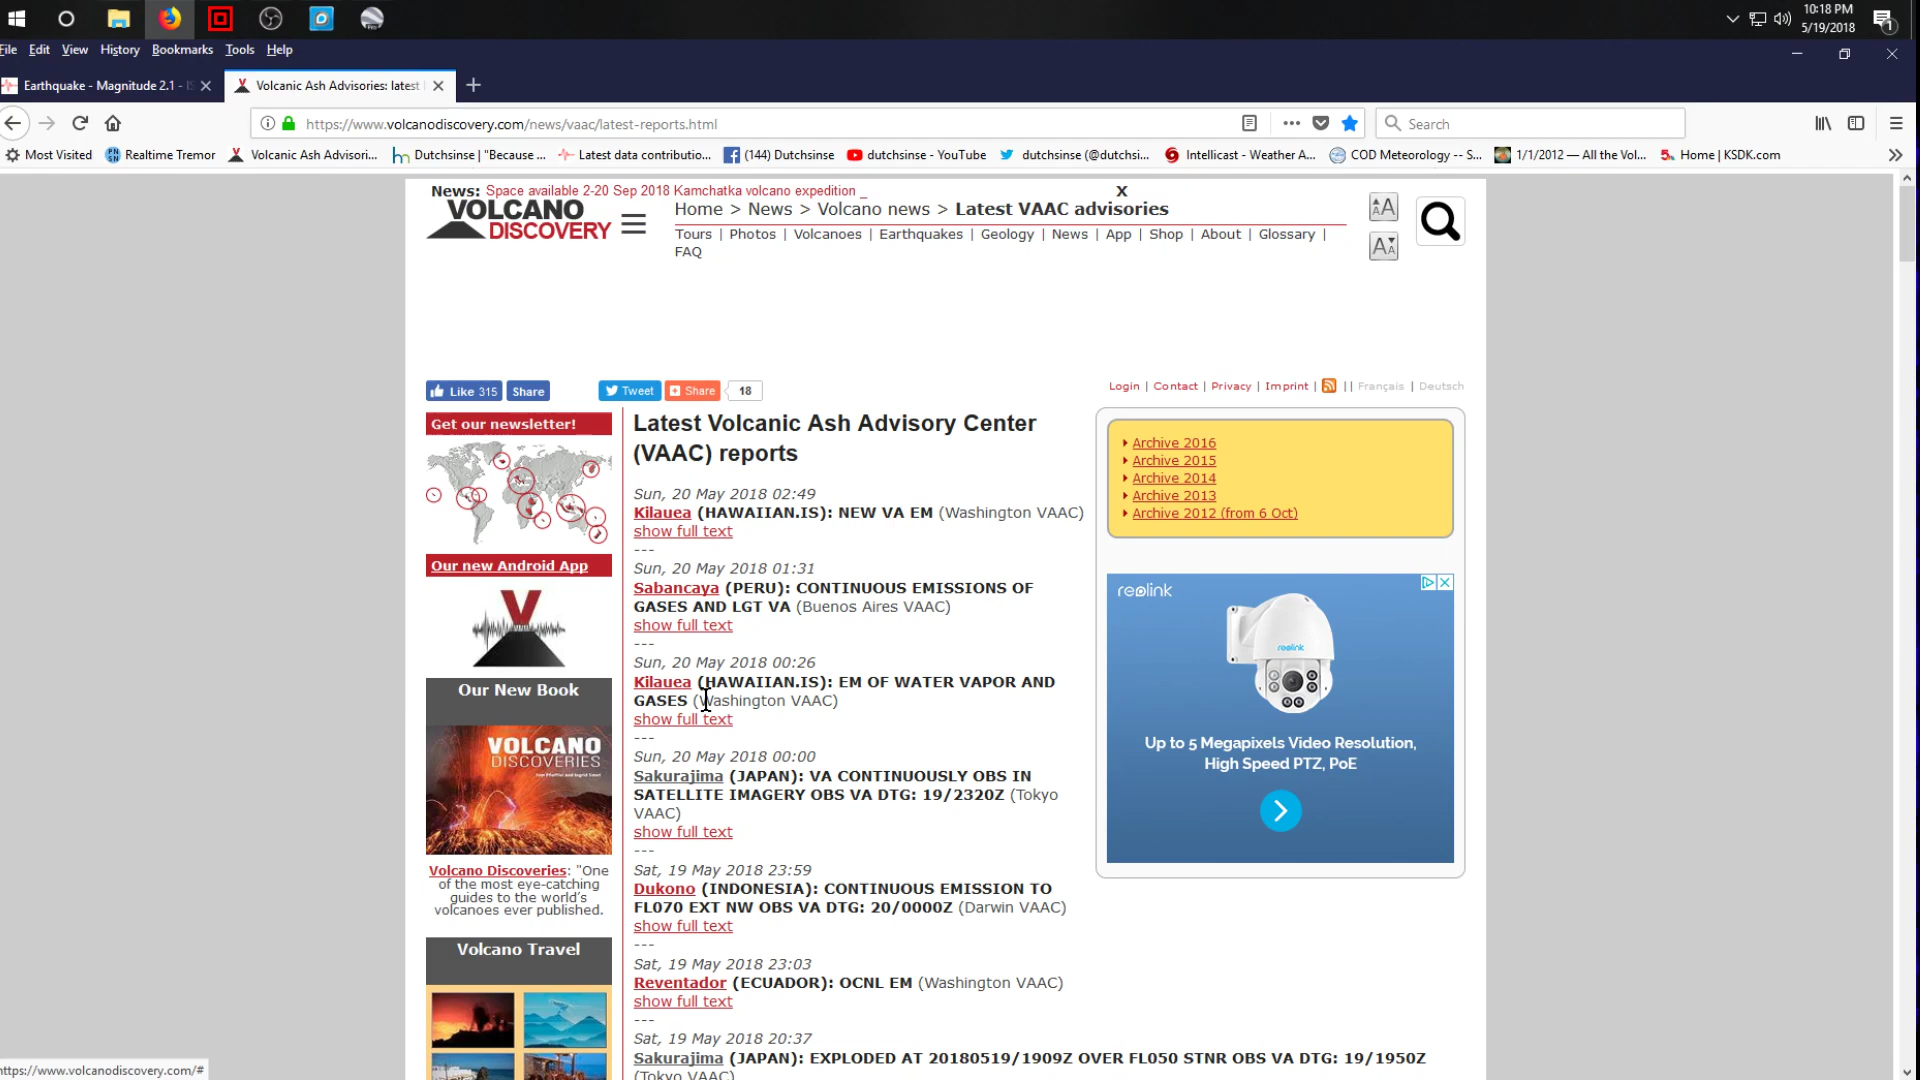 10:18 PM
5/19/2018
1
File Edit View History Bookmarks Tools Help
Earthquake - Magnitude 2.1 -
Volcanic Ash Advisories: latest
https://www.volcanodiscovery.com/news/vaac/latest-reports.html
Search
Most Visited
Realtime Tremor
Volcanic Ash Advisori...
Dutchsinse | "Because ...
Latest data contributio...
(144) Dutchsinse
dutchsinse - YouTube
dutchsinse (@dutchsi...
Intellicast - Weather A...
COD Meteorology -- S...
1/1/2012 — All the Vol...
Home | KSDK.com
News: Space available 2-20 Sep 2018 Kamchatka volcano expedition _
X
VOLCANO
DISCOVERY
Home > News > Volcano news > Latest VAAC advisories
Tours | Photos | Volcanoes | Earthquakes | Geology | News | App | Shop | About | Glossary |
FAQ
AA
AA
Like 315
Share
Tweet
Share
18
Login | Contact | Privacy | Imprint | || Français | Deutsch
Get our newsletter!
Our new Android App
Our New Book
VOLCANO
DISCOVERIES
Volcano Discoveries: "One
of the most eye-catching
guides to the world's
volcanoes ever published.
Volcano Travel
Latest Volcanic Ash Advisory Center
(VAAC) reports
Sun, 20 May 2018 02:49
Kilauea (HAWAIIAN.IS): NEW VA EM (Washington VAAC)
show full text
---
Sun, 20 May 2018 01:31
Sabancaya (PERU): CONTINUOUS EMISSIONS OF
GASES AND LGT VA (Buenos Aires VAAC)
show full text
---
Sun, 20 May 2018 00:26
Kilauea (HAWAIIAN.IS): EM OF WATER VAPOR AND
GASES (Washington VAAC)
show full text
---
Sun, 20 May 2018 00:00
Sakurajima (JAPAN): VA CONTINUOUSLY OBS IN
SATELLITE IMAGERY OBS VA DTG: 19/2320Z (Tokyo
VAAC)
show full text
---
Sat, 19 May 2018 23:59
Dukono (INDONESIA): CONTINUOUS EMISSION TO
FL070 EXT NW OBS VA DTG: 20/0000Z (Darwin VAAC)
show full text
---
Sat, 19 May 2018 23:03
Reventador (ECUADOR): OCNL EM (Washington VAAC)
show full text
---
Sat, 19 May 2018 20:37
Sakurajima (JAPAN): EXPLODED AT 20180519/1909Z OVER FL050 STNR OBS VA DTG: 19/1950Z
(Tokyo VAAC)
Archive 2016
Archive 2015
Archive 2014
Archive 2013
Archive 2012 (from 6 Oct)
reolink
reolink
Up to 5 Megapixels Video Resolution,
High Speed PTZ, PoE
https://www.volcanodiscovery.com/#